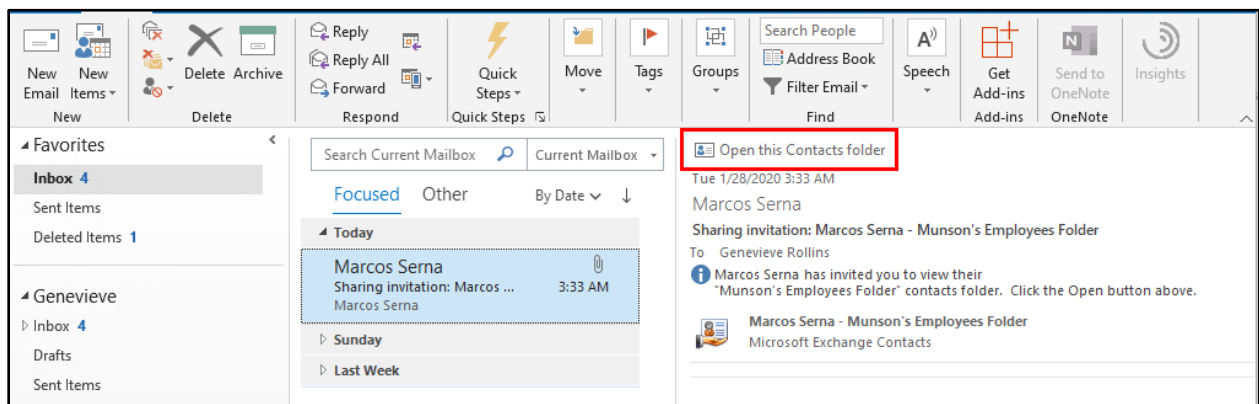 New Email
New Items
New
Delete
Archive
Delete
Reply
Reply All
Forward
Respond
Quick Steps
Quick Steps
Move
Tags
Groups
Search People
Address Book
Filter Email
Find
A
Speech
Get Add-ins
Add-ins
N
Send to OneNote
OneNote
Insights
Favorites
Inbox 4
Sent Items
Deleted Items 1
Genevieve
Inbox 4
Drafts
Sent Items
Search Current Mailbox
Current Mailbox
Focused
Other
By Date
Today
Marcos Serna
Sharing invitation: Marcos ...
3:33 AM
Marcos Serna
Sunday
Last Week
Open this Contacts folder
Tue 1/28/2020 3:33 AM
Marcos Serna
Sharing invitation: Marcos Serna - Munson's Employees Folder
To Genevieve Rollins
Marcos Serna has invited you to view their
"Munson's Employees Folder" contacts folder. Click the Open button above.
Marcos Serna - Munson's Employees Folder
Microsoft Exchange Contacts